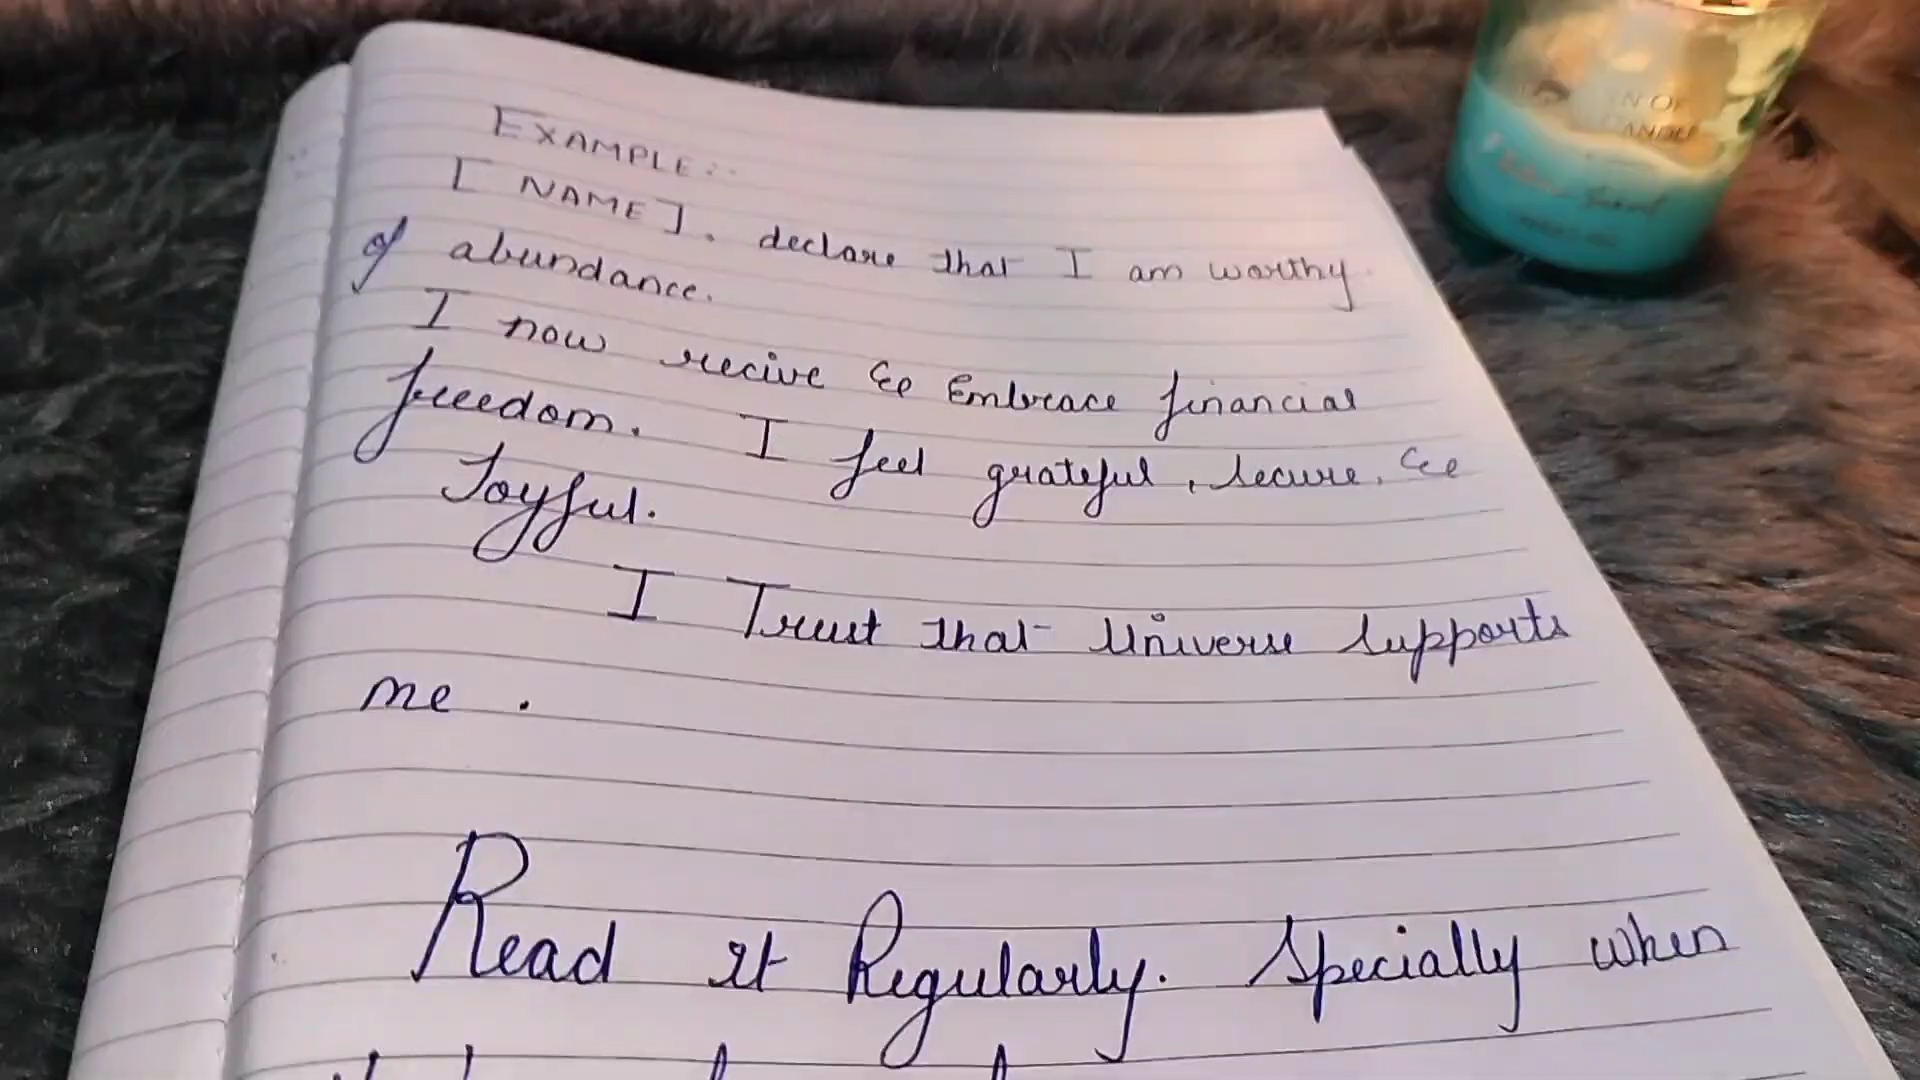 EXAMPLE:-
[ NAME]. declare that I am worthy
of abundance.
I now recive & Embrace financial
freedom. I feel grateful, secure, &
Joyful.
I Trust that Universe Supports
me.
Read it Regularly. Specially when